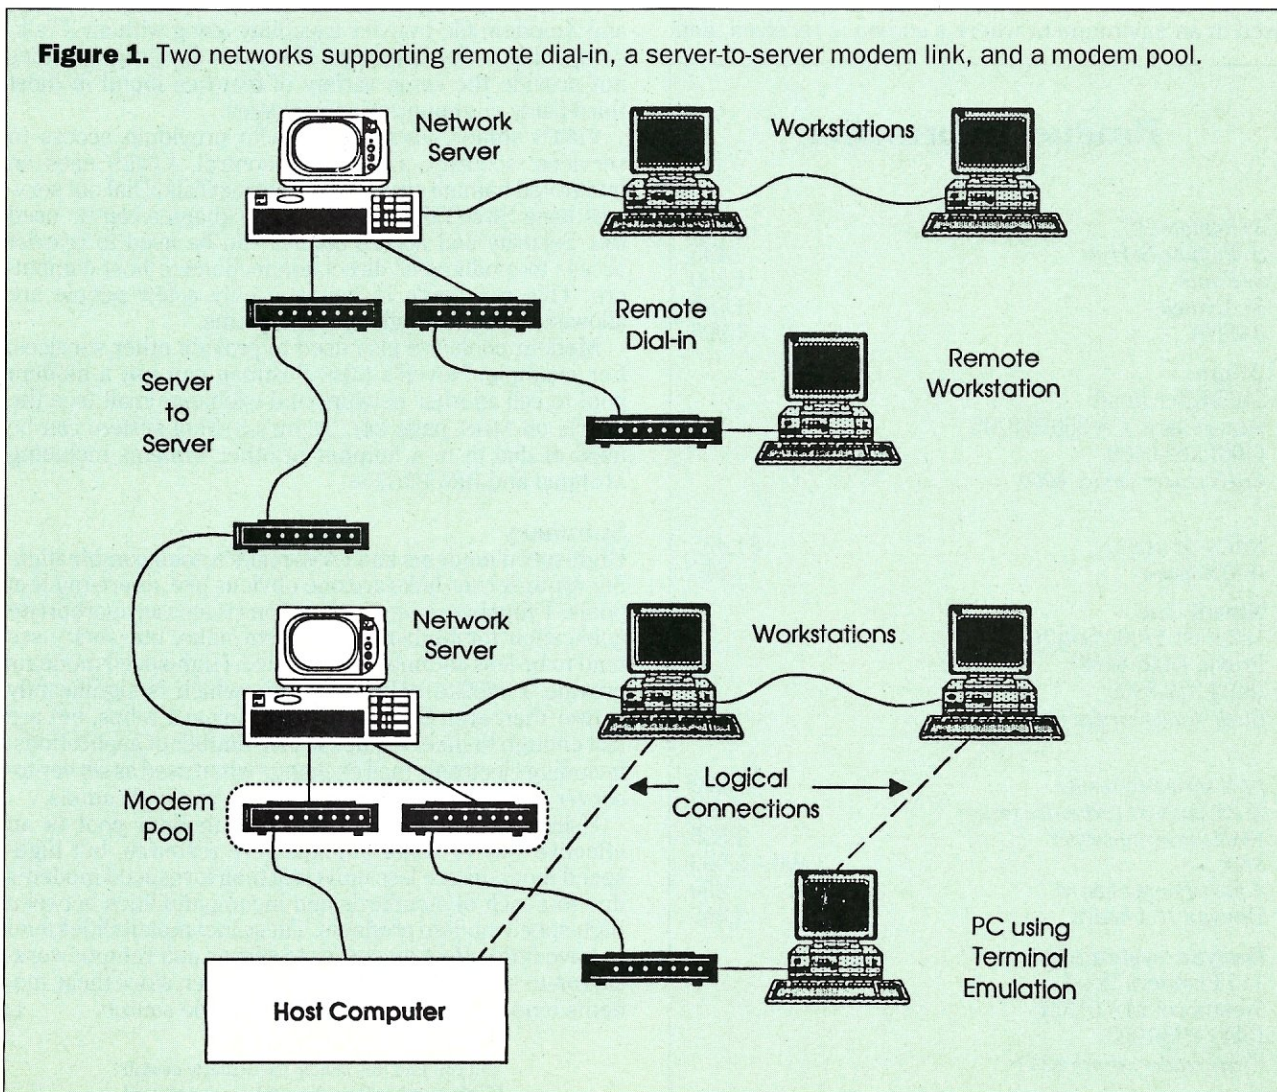 Figure 1. Two networks supporting remote dial-in, a server-to-server modem link, and a modem pool.
Network
Server
Workstations
Remote
Dial-in
Server
to
Server
Remote
Workstation
Network
Server
Workstations
Modem
Pool
Logical
Connections
PC using
Terminal
Emulation
Host Computer